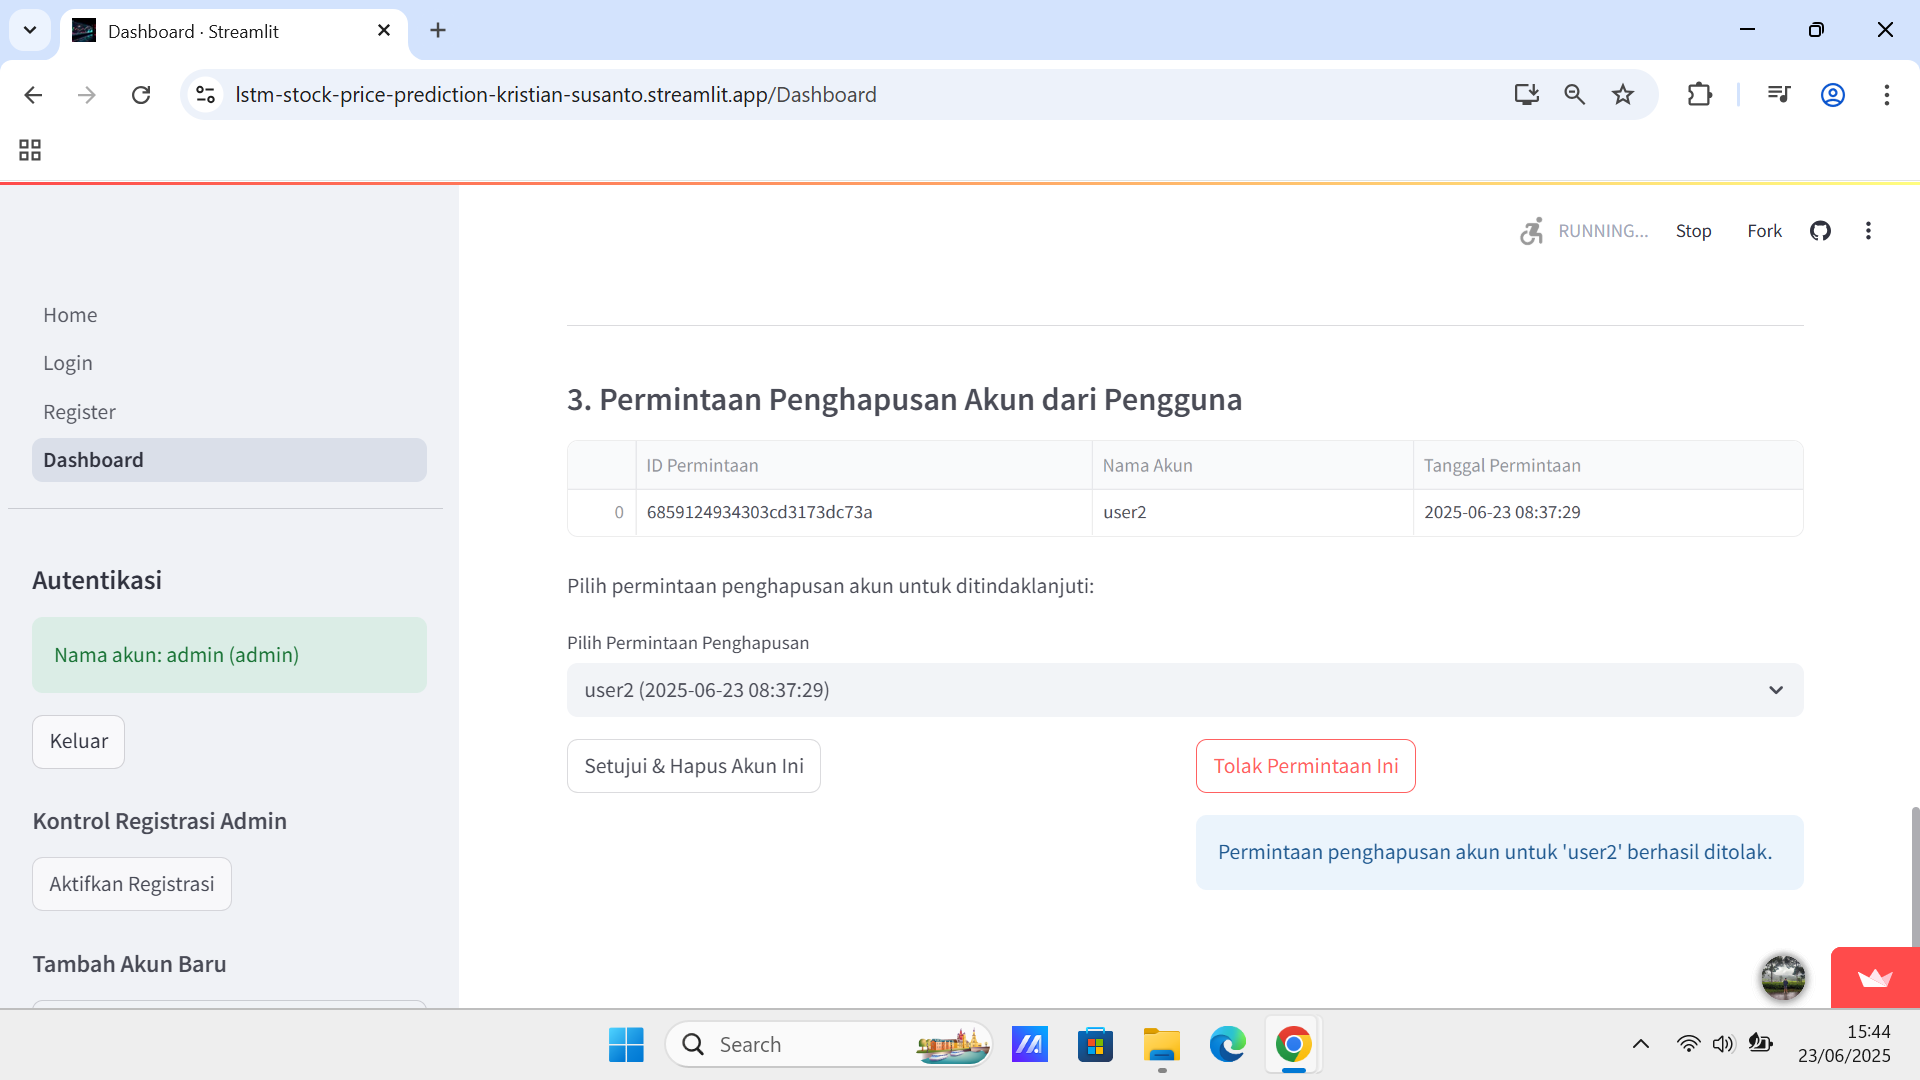 Dashboard · Streamlit
lstm-stock-price-prediction-kristian-susanto.streamlit.app/Dashboard
RUNNING...
Stop
Fork
Home
Login
Register
Dashboard
Autentikasi
Nama akun: admin (admin)
Keluar
Kontrol Registrasi Admin
Aktifkan Registrasi
Tambah Akun Baru
3. Permintaan Penghapusan Akun dari Pengguna
ID Permintaan Nama Akun Tanggal Permintaan
0 6859124934303cd3173dc73a user2 2025-06-23 08:37:29
Pilih permintaan penghapusan akun untuk ditindaklanjuti:
Pilih Permintaan Penghapusan
user2 (2025-06-23 08:37:29)
Setujui & Hapus Akun Ini
Tolak Permintaan Ini
Permintaan penghapusan akun untuk 'user2' berhasil ditolak.
Search
15:44
23/06/2025